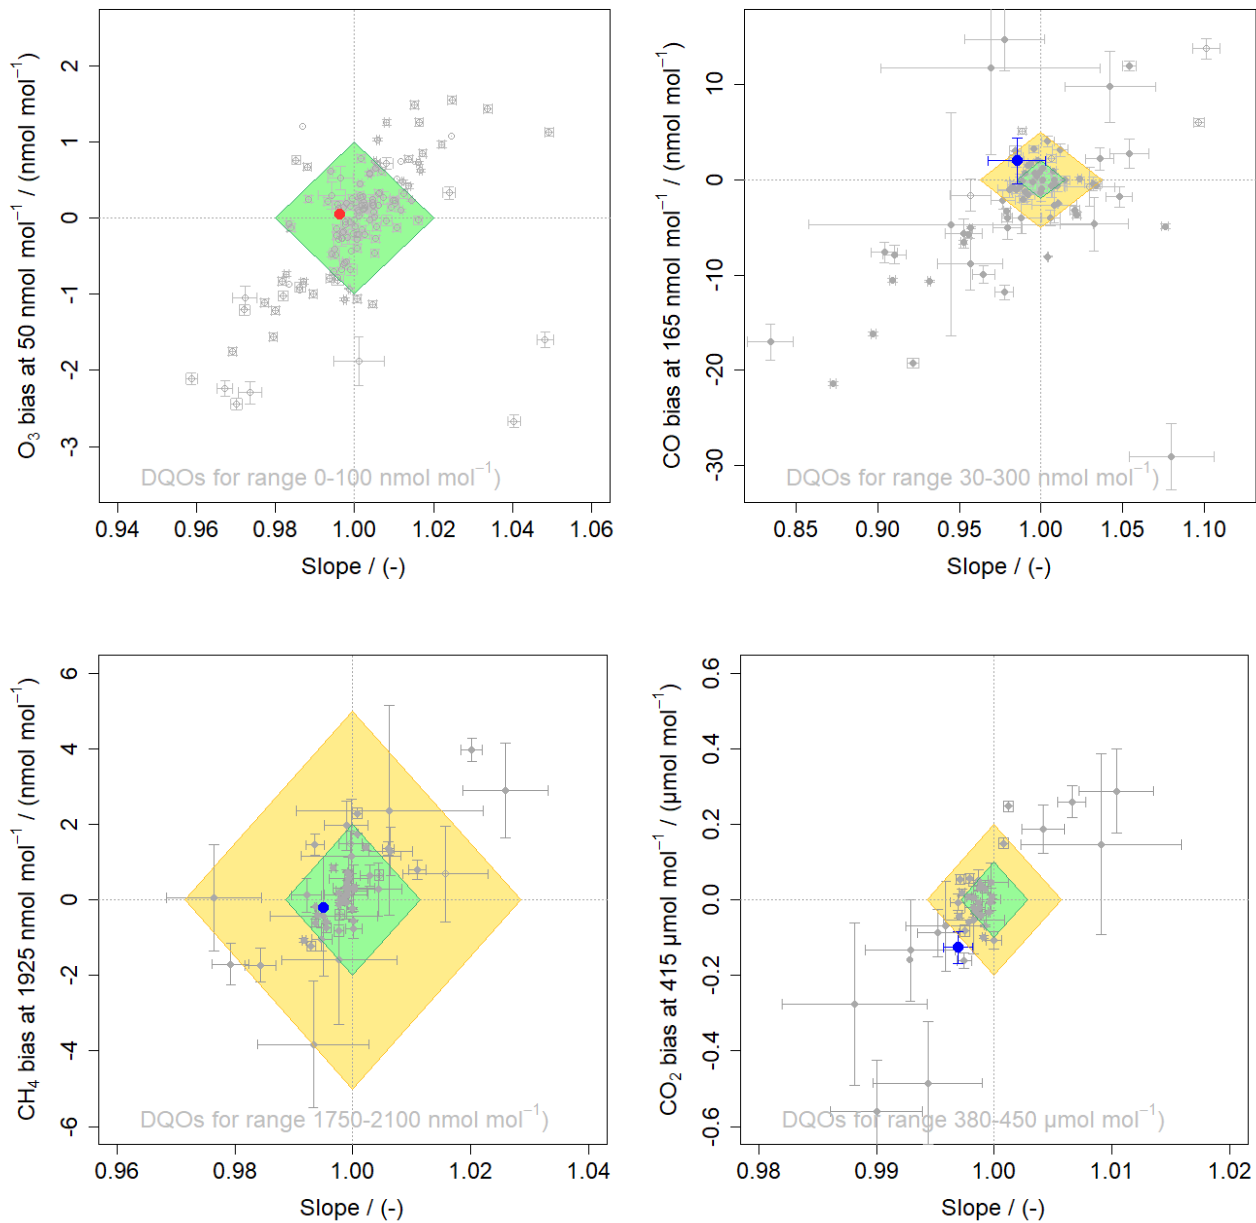 O₃ bias at 50 nmol mol⁻¹ / (nmol mol⁻¹)
2
1
0
-1
-2
-3
DQOs for range 0-100 nmol mol⁻¹)
0.94 0.96 0.98 1.00 1.02 1.04 1.06
Slope / (-)
CO bias at 165 nmol mol⁻¹ / (nmol mol⁻¹)
10
0
-10
-20
-30
DQOs for range 30-300 nmol mol⁻¹)
0.85 0.90 0.95 1.00 1.05 1.10
Slope / (-)
CH₄ bias at 1925 nmol mol⁻¹ / (nmol mol⁻¹)
6
4
2
0
-2
-4
-6
DQOs for range 1750-2100 nmol mol⁻¹)
0.96 0.98 1.00 1.02 1.04
Slope / (-)
CO₂ bias at 415 µmol mol⁻¹ / (µmol mol⁻¹)
0.6
0.4
0.2
0.0
-0.2
-0.4
-0.6
DQOs for range 380-450 µmol mol⁻¹)
0.98 0.99 1.00 1.01 1.02
Slope / (-)